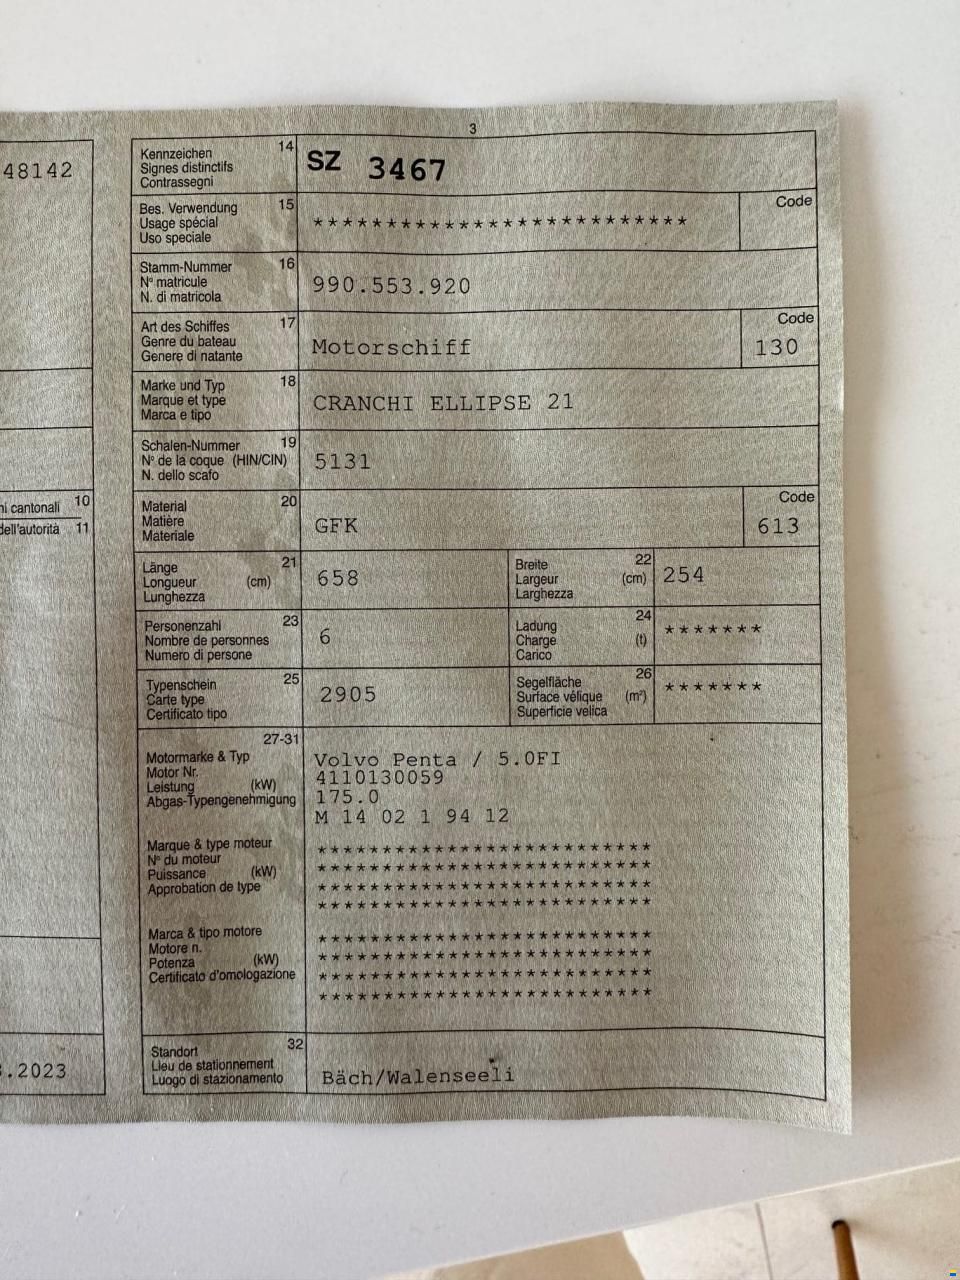 48142
ni cantonali 10
dell'autorità 11
.2023
3
Kennzeichen 14
Signes distinctifs
Contrassegni
SZ 3467
Bes. Verwendung 15
Usage spécial
Uso speciale
*************************
Code
Stamm-Nummer 16
N° matricule
N. di matricola
990.553.920
Art des Schiffes 17
Genre du bateau
Genere di natante
Motorschiff
Code
130
Marke und Typ 18
Marque et type
Marca e tipo
CRANCHI ELLIPSE 21
Schalen-Nummer 19
N° de la coque (HIN/CIN)
N. dello scafo
5131
Material 20
Matière
Materiale
GFK
Code
613
Länge 21
Longueur (cm)
Lunghezza
658
Breite 22
Largeur (cm)
Larghezza
254
Personenzahl 23
Nombre de personnes
Numero di persone
6
Ladung 24
Charge (t)
Carico
*******
Typenschein 25
Carte type
Certificato tipo
2905
Segelfläche 26
Surface vélique (m²)
Superficie velica
*******
27-31
Motormarke & Typ
Motor Nr.
Leistung (kW)
Abgas-Typengenehmigung
Volvo Penta / 5.0FI
4110130059
175.0
M 14 02 1 94 12
Marque & type moteur
N° du moteur
Puissance (kW)
Approbation de type
*************************
*************************
*************************
*************************
Marca & tipo motore
Motore n.
Potenza (kW)
Certificato d'omologazione
*************************
*************************
*************************
*************************
Standort 32
Lieu de stationnement
Luogo di stazionamento
Bäch/Walenseeli